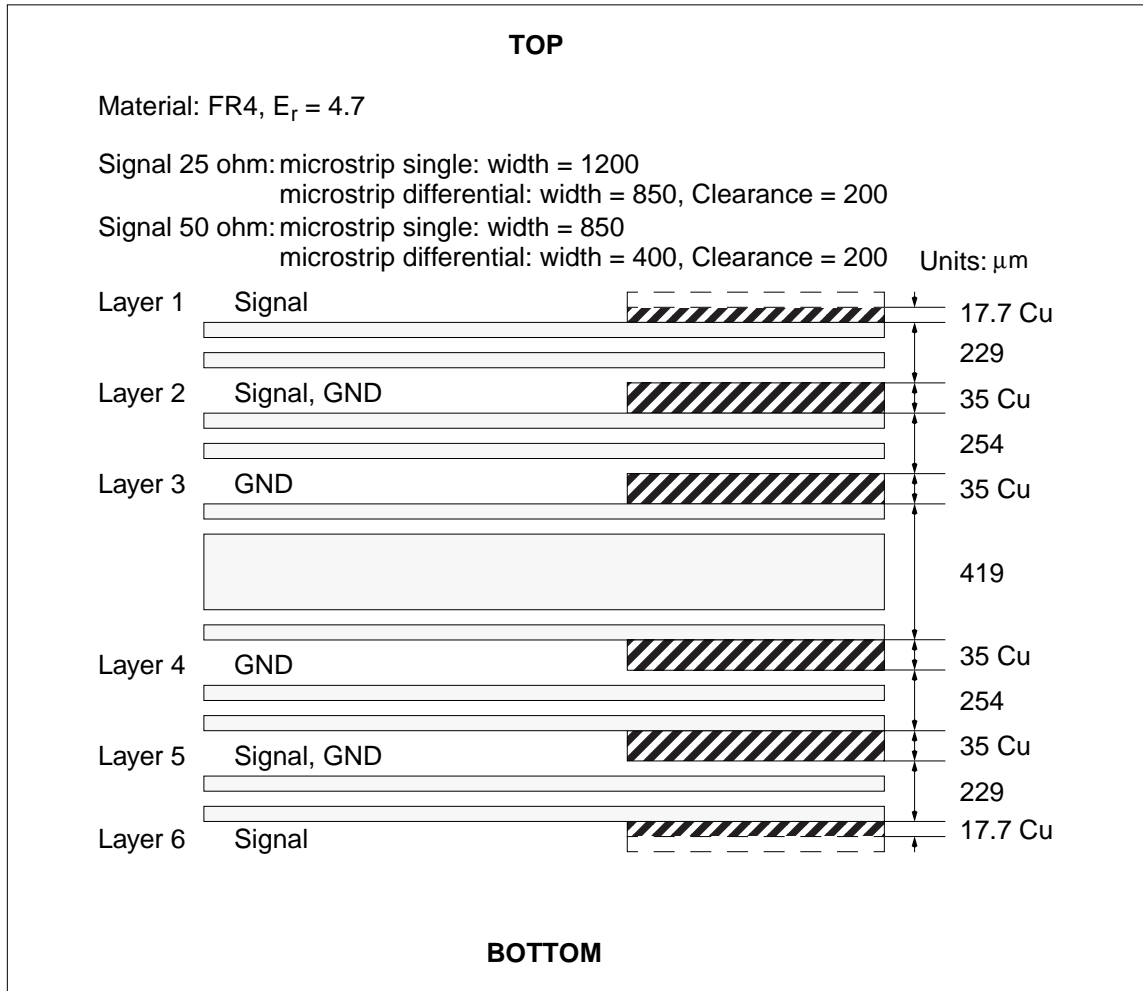 TOP
Material: FR4, Er = 4.7
Signal 25 ohm: microstrip single: width = 1200
microstrip differential: width = 850, Clearance = 200
Signal 50 ohm: microstrip single: width = 850
microstrip differential: width = 400, Clearance = 200
Units: μm
Layer 1 Signal
17.7 Cu
229
Layer 2 Signal, GND
35 Cu
254
Layer 3 GND
35 Cu
419
Layer 4 GND
35 Cu
254
Layer 5 Signal, GND
35 Cu
229
Layer 6 Signal
17.7 Cu
BOTTOM